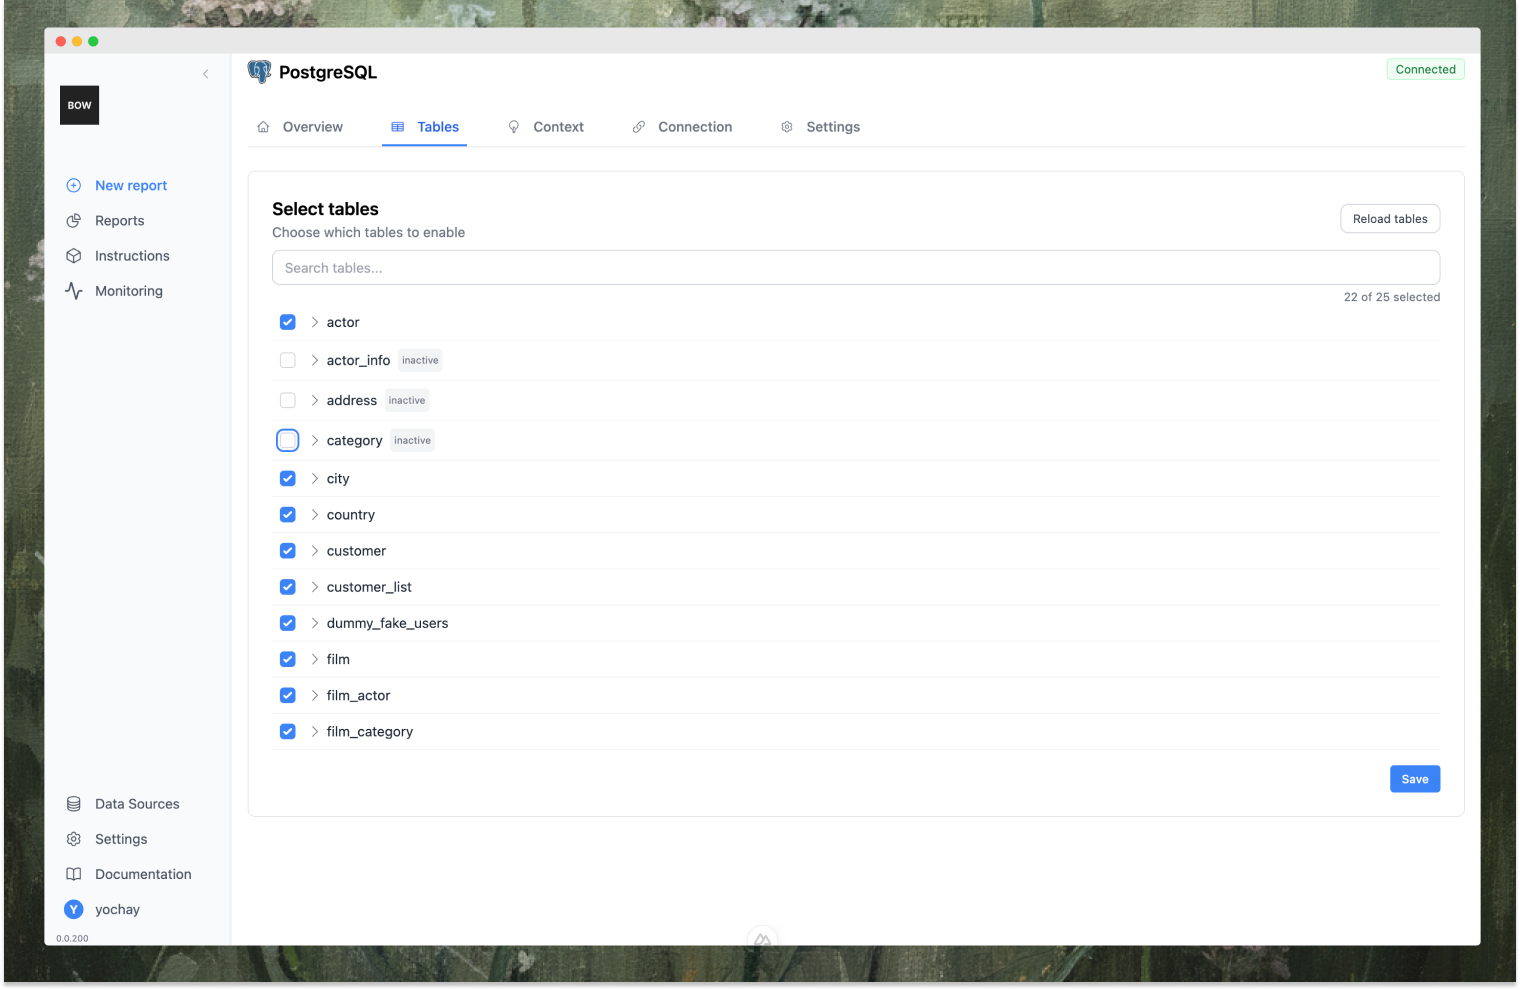 BOW
New report
Reports
Instructions
Monitoring
Data Sources
Settings
Documentation
Y yochay
0.0.200
PostgreSQL
Connected
Overview Tables Context Connection Settings
Select tables
Choose which tables to enable
Reload tables
Search tables...
22 of 25 selected
actor
actor_info inactive
address inactive
category inactive
city
country
customer
customer_list
dummy_fake_users
film
film_actor
film_category
Save